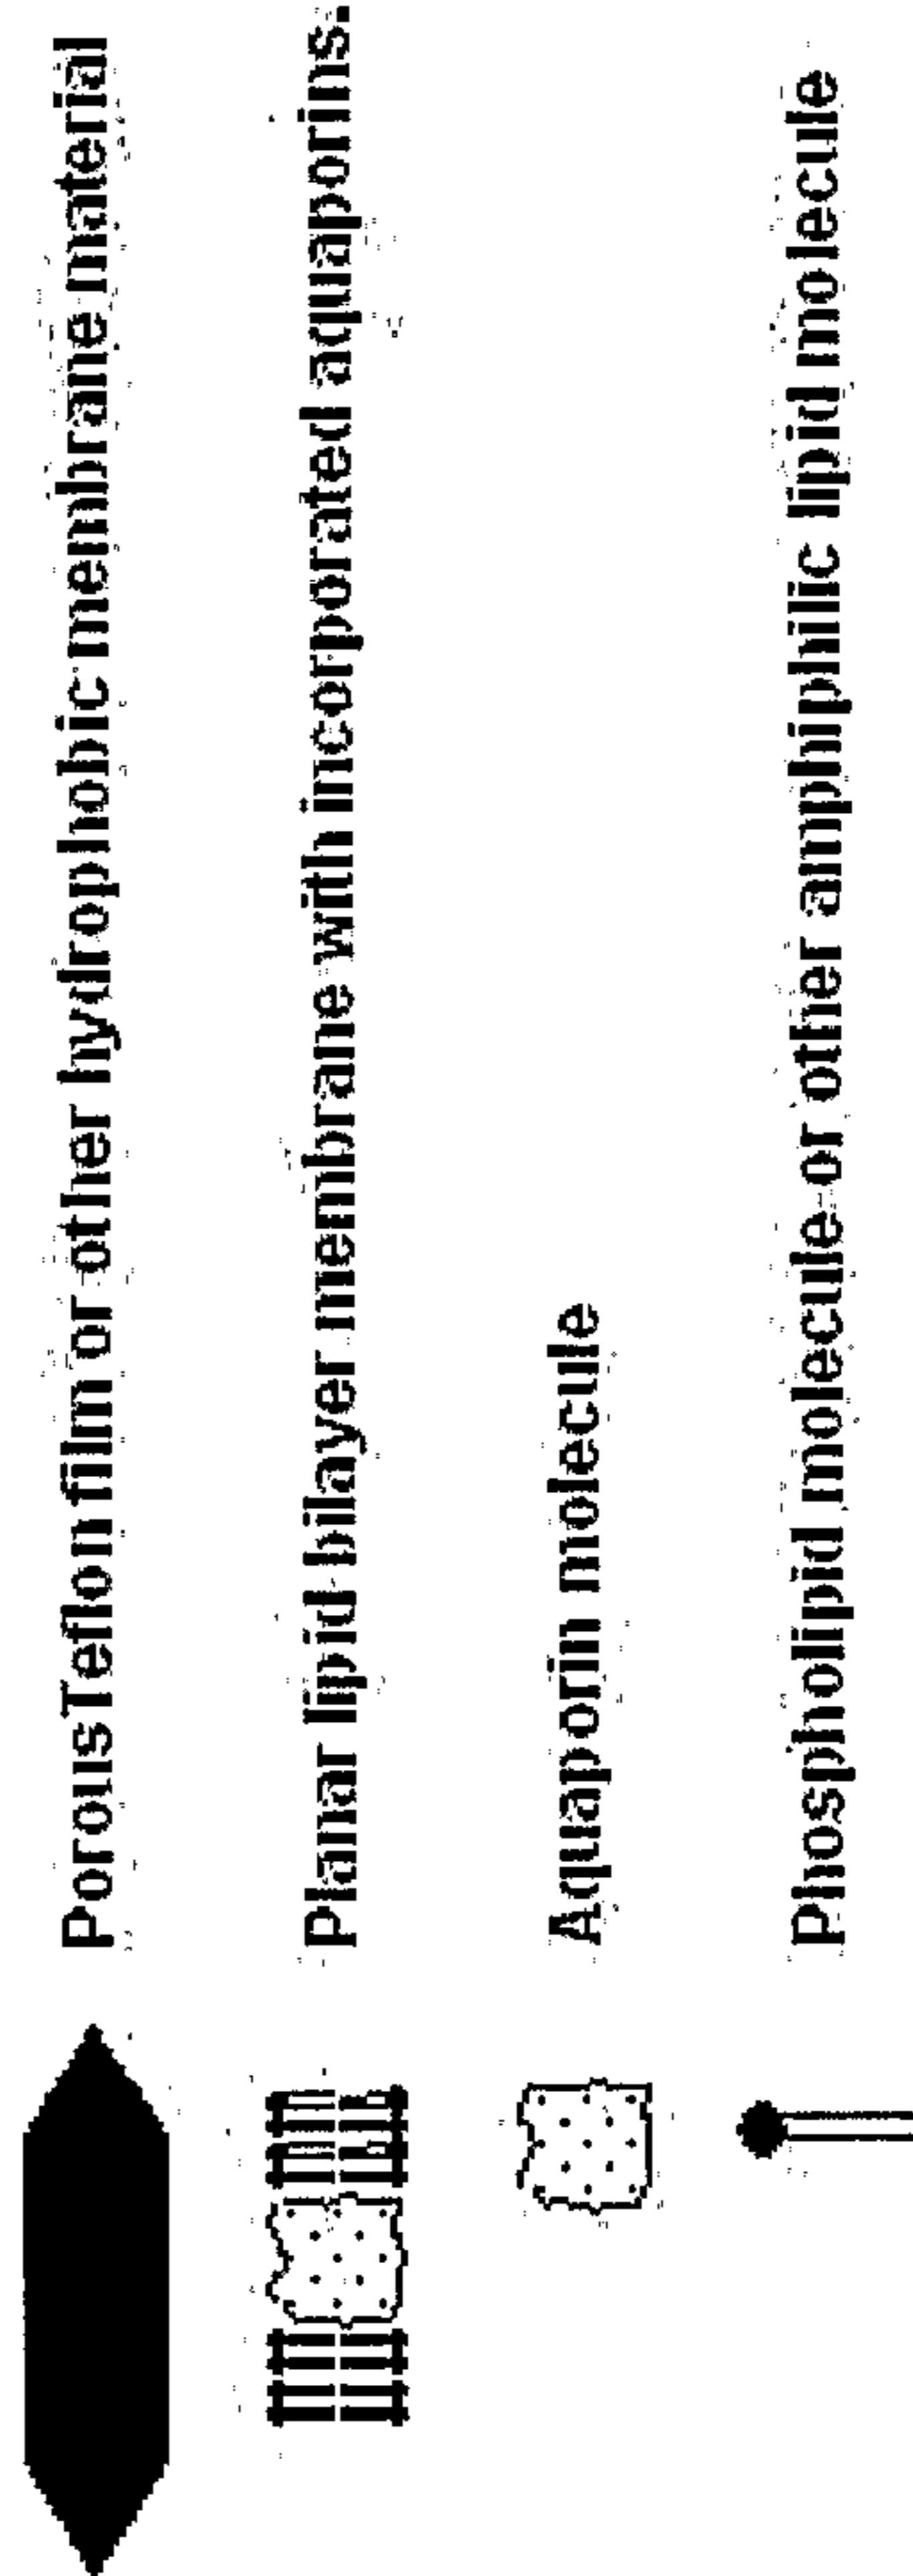 Porous Teflon film or other hydrophobic membrane material
Planar lipid bilayer membrane with incorporated aquaporins.
Aquaporin molecule
Phospholipid molecule or other amphiphilic lipid molecule